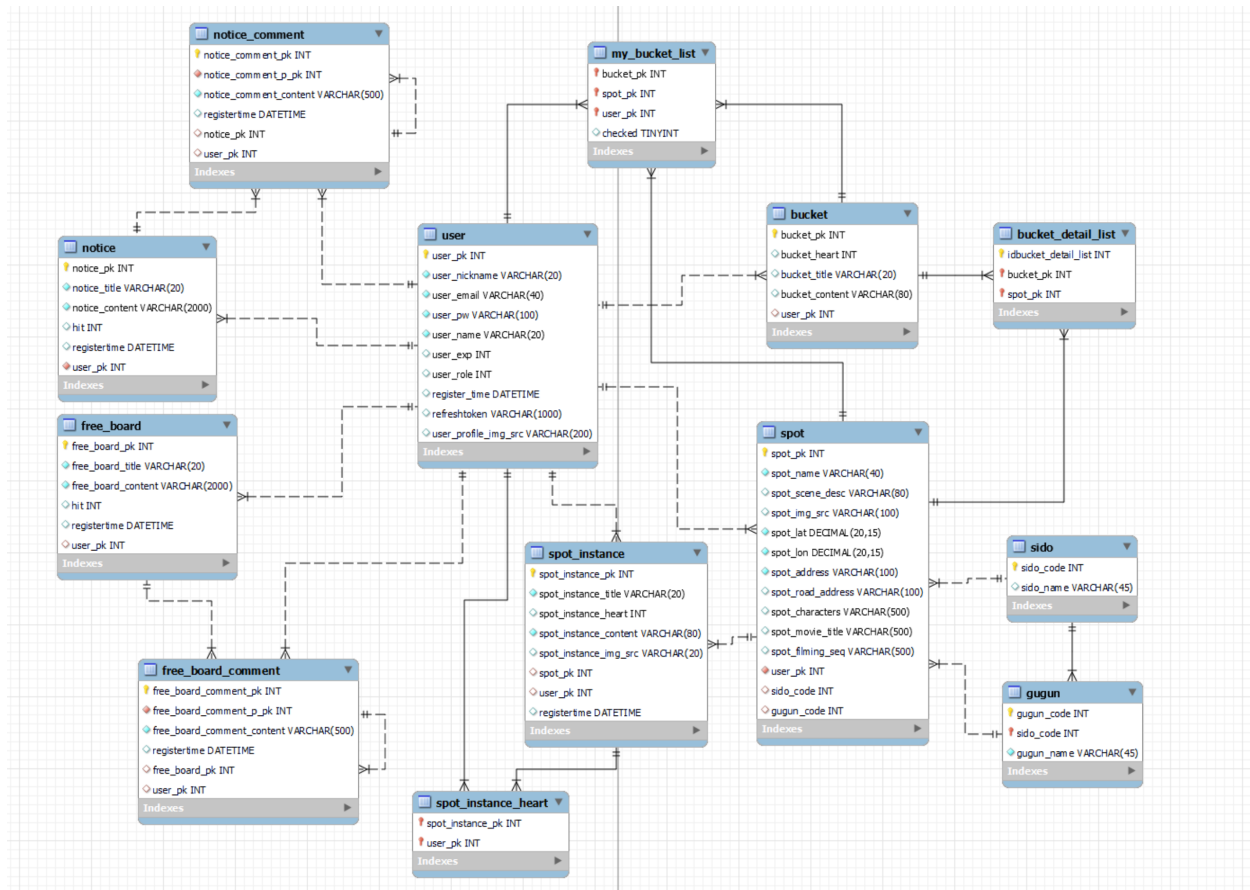 notice_comment
notice_comment_pk INT
notice_comment_p_pk INT
notice_comment_content VARCHAR(500)
registertime DATETIME
notice_pk INT
user_pk INT
Indexes
my_bucket_list
bucket_pk INT
spot_pk INT
user_pk INT
checked TINYINT
Indexes
notice
notice_pk INT
notice_title VARCHAR(20)
notice_content VARCHAR(2000)
hit INT
registertime DATETIME
user_pk INT
Indexes
user
user_pk INT
user_nickname VARCHAR(20)
user_email VARCHAR(40)
user_pw VARCHAR(100)
user_name VARCHAR(20)
user_exp INT
user_role INT
register_time DATETIME
refreshtoken VARCHAR(1000)
user_profile_img_src VARCHAR(200)
Indexes
bucket
bucket_pk INT
bucket_heart INT
bucket_title VARCHAR(20)
bucket_content VARCHAR(80)
user_pk INT
Indexes
bucket_detail_list
idbucket_detail_list INT
bucket_pk INT
spot_pk INT
Indexes
free_board
free_board_pk INT
free_board_title VARCHAR(20)
free_board_content VARCHAR(2000)
hit INT
registertime DATETIME
user_pk INT
Indexes
spot
spot_pk INT
spot_name VARCHAR(40)
spot_scene_desc VARCHAR(80)
spot_img_src VARCHAR(100)
spot_lat DECIMAL(20,15)
spot_lon DECIMAL(20,15)
spot_address VARCHAR(100)
spot_road_address VARCHAR(100)
spot_characters VARCHAR(500)
spot_movie_title VARCHAR(500)
spot_filming_seq VARCHAR(500)
user_pk INT
sido_code INT
gugun_code INT
Indexes
sido
sido_code INT
sido_name VARCHAR(45)
Indexes
spot_instance
spot_instance_pk INT
spot_instance_title VARCHAR(20)
spot_instance_heart INT
spot_instance_content VARCHAR(80)
spot_instance_img_src VARCHAR(20)
spot_pk INT
user_pk INT
registertime DATETIME
Indexes
free_board_comment
free_board_comment_pk INT
free_board_comment_p_pk INT
free_board_comment_content VARCHAR(500)
registertime DATETIME
free_board_pk INT
user_pk INT
Indexes
gugun
gugun_code INT
sido_code INT
gugun_name VARCHAR(45)
Indexes
spot_instance_heart
spot_instance_pk INT
user_pk INT
Indexes